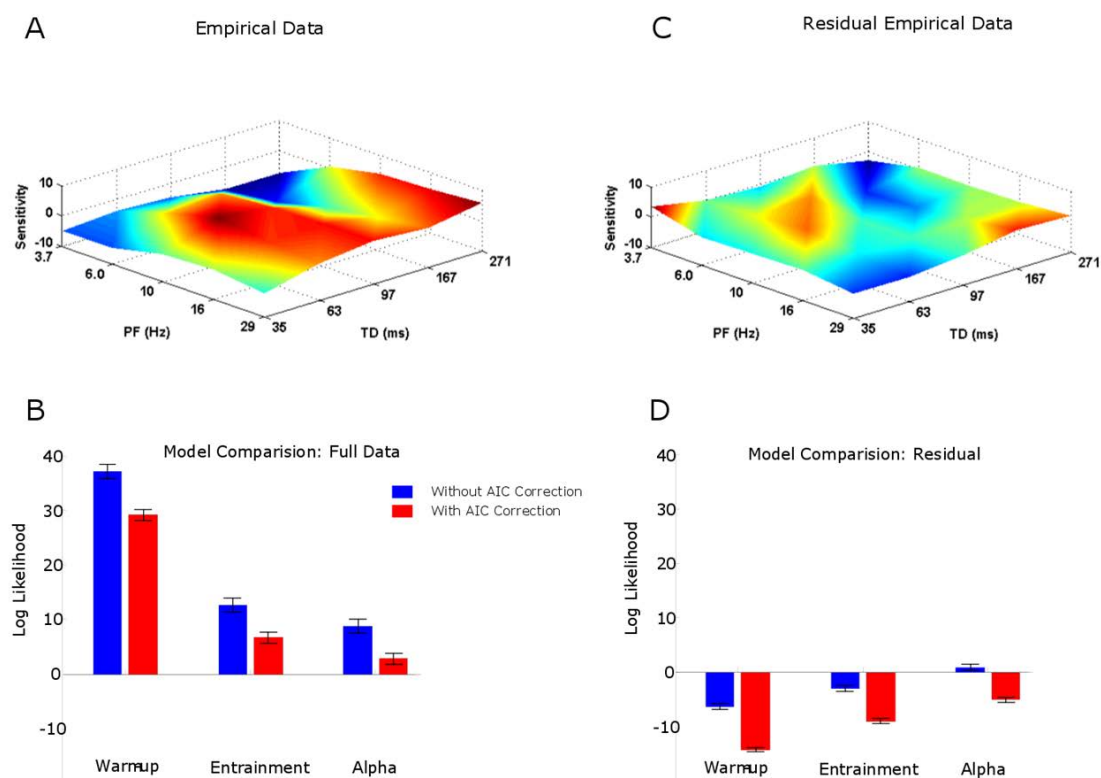 A
Empirical Data
Sensitivity
10
0
-10
3.7
6.0
10
16
29
PF (Hz)
35
63
97
167
271
TD (ms)
C
Residual Empirical Data
Sensitivity
10
0
-10
3.7
6.0
10
16
29
PF (Hz)
35
63
97
167
271
TD (ms)
B
Model Comparision: Full Data
Log Likelihood
40
30
20
10
0
-10
Without AIC Correction
With AIC Correction
Warm-up
Entrainment
Alpha
D
Model Comparision: Residual
Log Likelihood
40
30
20
10
0
-10
Warm-up
Entrainment
Alpha